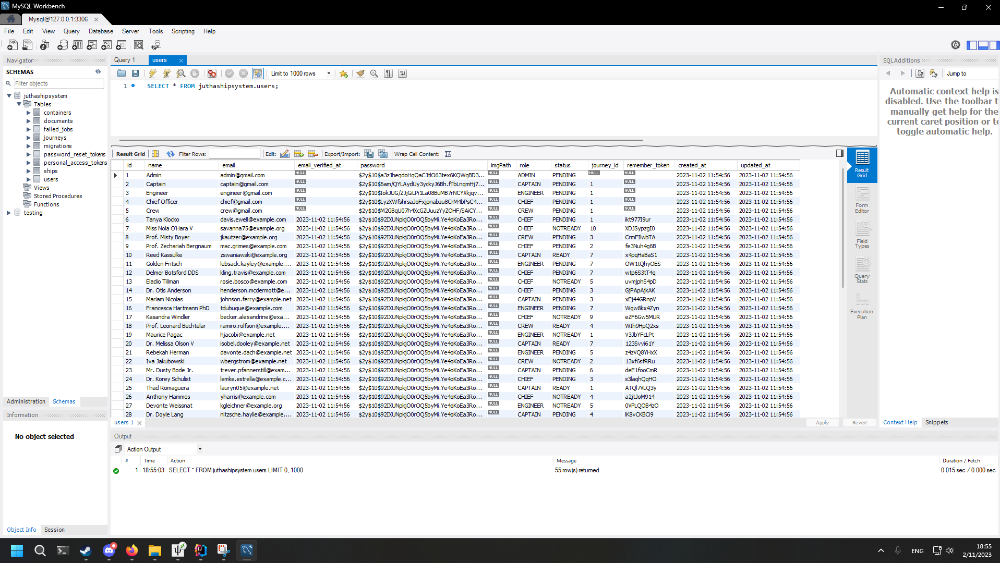 MySQL Workbench
Mysql@127.0.0.1:3306
File Edit View Query Database Server Tools Scripting Help
Navigator
SCHEMAS
Filter objects
juthashipsystem
Tables
containers
documents
failed_jobs
journeys
migrations
password_reset_tokens
personal_access_tokens
ships
users
Views
Stored Procedures
Functions
testing
Administration Schemas
Information
No object selected
Object Info Session
Query 1 users
Limit to 1000 rows
1 SELECT * FROM juthashipsystem.users;
Result Grid Filter Rows: Edit: Export/Import: Wrap Cell Content:
id name email email_verified_at password imgPath role status journey_id remember_token created_at updated_at
1 Admin admin@gmail.com NULL $2y$10$a3zJhegdoHgQaCJtlO63tex6KQWgBD3... NULL ADMIN PENDING NULL NULL 2023-11-02 11:54:56 2023-11-02 11:54:56
2 Captain captain@gmail.com NULL $2y$10$6am/QYLAydUy3yckyJ6Bh.fTbLnqmHj7... NULL CAPTAIN PENDING 1 NULL 2023-11-02 11:54:56 2023-11-02 11:54:56
3 Engineer engineer@gmail.com NULL $2y$10$IokJUG/ZJjGiLPi1La08BuMB7rNCYXkjqv... NULL ENGINEER PENDING 1 NULL 2023-11-02 11:54:56 2023-11-02 11:54:56
4 Chief Officer chief@gmail.com NULL $2y$10$LyzXWfshrsaJoFxjpnabzu8CrM4bPsC4... NULL CHIEF PENDING 1 NULL 2023-11-02 11:54:56 2023-11-02 11:54:56
5 Crew crew@gmail.com NULL $2y$10$M2GBqU07h4XcGZUuuzYyZOHF/SAiCY... NULL CREW PENDING 1 NULL 2023-11-02 11:54:56 2023-11-02 11:54:56
6 Tanya Klocko davis.ewell@example.com 2023-11-02 11:54:56 $2y$10$92IXUNpkjO0rOQ5byMi.Ye4oKoEa3Ro... NULL CHIEF PENDING 1 ikt977I9ur 2023-11-02 11:54:56 2023-11-02 11:54:56
7 Miss Nola O'Hara V savanna75@example.org 2023-11-02 11:54:56 $2y$10$92IXUNpkjO0rOQ5byMi.Ye4oKoEa3Ro... NULL CHIEF NOTREADY 10 XDJSypzgI0 2023-11-02 11:54:56 2023-11-02 11:54:56
8 Prof. Misty Boyer jkautzer@example.org 2023-11-02 11:54:56 $2y$10$92IXUNpkjO0rOQ5byMi.Ye4oKoEa3Ro... NULL CREW PENDING 3 CrmFIlwbTA 2023-11-02 11:54:56 2023-11-02 11:54:56
9 Prof. Zechariah Bergnaum mac.grimes@example.com 2023-11-02 11:54:56 $2y$10$92IXUNpkjO0rOQ5byMi.Ye4oKoEa3Ro... NULL CHIEF PENDING 2 fe3Nuh4g6B 2023-11-02 11:54:56 2023-11-02 11:54:56
10 Reed Kassulke zswaniawski@example.org 2023-11-02 11:54:56 $2y$10$92IXUNpkjO0rOQ5byMi.Ye4oKoEa3Ro... NULL CAPTAIN READY 7 x4pqHaBaS1 2023-11-02 11:54:56 2023-11-02 11:54:56
11 Golden Fritsch lebsack.kayley@example.... 2023-11-02 11:54:56 $2y$10$92IXUNpkjO0rOQ5byMi.Ye4oKoEa3Ro... NULL ENGINEER PENDING 7 OW1tQhyOES 2023-11-02 11:54:56 2023-11-02 11:54:56
12 Delmer Botsford DDS kling.travis@example.com 2023-11-02 11:54:56 $2y$10$92IXUNpkjO0rOQ5byMi.Ye4oKoEa3Ro... NULL CHIEF PENDING 7 wtp6S3tT4q 2023-11-02 11:54:56 2023-11-02 11:54:56
13 Eladio Tillman rosie.bosco@example.com 2023-11-02 11:54:56 $2y$10$92IXUNpkjO0rOQ5byMi.Ye4oKoEa3Ro... NULL CHIEF NOTREADY 5 uvmjphS4pD 2023-11-02 11:54:56 2023-11-02 11:54:56
14 Dr. Otis Anderson henderson.mcdermott@e... 2023-11-02 11:54:56 $2y$10$92IXUNpkjO0rOQ5byMi.Ye4oKoEa3Ro... NULL CHIEF PENDING 3 GjPApAjkAK 2023-11-02 11:54:56 2023-11-02 11:54:56
15 Mariam Nicolas johnson.ferry@example.net 2023-11-02 11:54:56 $2y$10$92IXUNpkjO0rOQ5byMi.Ye4oKoEa3Ro... NULL CAPTAIN PENDING 3 xEj44GRnpV 2023-11-02 11:54:56 2023-11-02 11:54:56
16 Francesca Hartmann PhD tdubuque@example.com 2023-11-02 11:54:56 $2y$10$92IXUNpkjO0rOQ5byMi.Ye4oKoEa3Ro... NULL ENGINEER PENDING 7 Wgw8kx4Zyn 2023-11-02 11:54:56 2023-11-02 11:54:56
17 Kasandra Windler becker.alexandrine@exa... 2023-11-02 11:54:56 $2y$10$92IXUNpkjO0rOQ5byMi.Ye4oKoEa3Ro... NULL CHIEF NOTREADY 9 eZF6Gw5MUR 2023-11-02 11:54:56 2023-11-02 11:54:56
18 Prof. Leonard Bechtelar ramiro.rolfson@example.... 2023-11-02 11:54:56 $2y$10$92IXUNpkjO0rOQ5byMi.Ye4oKoEa3Ro... NULL CREW READY 4 WIh9HpQ2xs 2023-11-02 11:54:56 2023-11-02 11:54:56
19 Maurice Pagac hjacobi@example.net 2023-11-02 11:54:56 $2y$10$92IXUNpkjO0rOQ5byMi.Ye4oKoEa3Ro... NULL ENGINEER NOTREADY 1 V3JbYFcLPt 2023-11-02 11:54:56 2023-11-02 11:54:56
20 Dr. Melissa Olson V isobel.dooley@example.net 2023-11-02 11:54:56 $2y$10$92IXUNpkjO0rOQ5byMi.Ye4oKoEa3Ro... NULL CAPTAIN READY 7 123Svvi61Y 2023-11-02 11:54:56 2023-11-02 11:54:56
21 Rebekah Herman davonte.dach@example.net 2023-11-02 11:54:56 $2y$10$92IXUNpkjO0rOQ5byMi.Ye4oKoEa3Ro... NULL ENGINEER PENDING 5 z4zVQ8YHxX 2023-11-02 11:54:56 2023-11-02 11:54:56
22 Iva Jakubowski wbergstrom@example.net 2023-11-02 11:54:56 $2y$10$92IXUNpkjO0rOQ5byMi.Ye4oKoEa3Ro... NULL CREW NOTREADY 2 13xf6sfRRu 2023-11-02 11:54:56 2023-11-02 11:54:56
23 Mr. Dusty Bode Jr. trever.pfannerstill@exam... 2023-11-02 11:54:56 $2y$10$92IXUNpkjO0rOQ5byMi.Ye4oKoEa3Ro... NULL CAPTAIN PENDING 6 deE1fooCmR 2023-11-02 11:54:56 2023-11-02 11:54:56
24 Dr. Korey Schulist lemke.estrella@example.c... 2023-11-02 11:54:56 $2y$10$92IXUNpkjO0rOQ5byMi.Ye4oKoEa3Ro... NULL CHIEF PENDING 3 s3laqhQqHO 2023-11-02 11:54:56 2023-11-02 11:54:56
25 Thad Romaguera lauryn05@example.net 2023-11-02 11:54:56 $2y$10$92IXUNpkjO0rOQ5byMi.Ye4oKoEa3Ro... NULL CAPTAIN READY 1 ATQl7VLQ3y 2023-11-02 11:54:56 2023-11-02 11:54:56
26 Anthony Hammes yharris@example.com 2023-11-02 11:54:56 $2y$10$92IXUNpkjO0rOQ5byMi.Ye4oKoEa3Ro... NULL CHIEF NOTREADY 4 a2jtJoM914 2023-11-02 11:54:56 2023-11-02 11:54:56
27 Devonte Weissnat kgleichner@example.org 2023-11-02 11:54:56 $2y$10$92IXUNpkjO0rOQ5byMi.Ye4oKoEa3Ro... NULL ENGINEER NOTREADY 5 0VPLQOB4zO 2023-11-02 11:54:56 2023-11-02 11:54:56
28 Dr. Doyle Lang nitzsche.haylie@example.... 2023-11-02 11:54:56 $2y$10$92IXUNpkjO0rOQ5byMi.Ye4oKoEa3Ro... NULL CAPTAIN PENDING 4 lK8vCKBCi9 2023-11-02 11:54:56 2023-11-02 11:54:56
users 1 Apply Revert
Result
Grid
Form
Editor
Field
Types
Query
Stats
Execution
Plan
SQLAdditions
Jump to
Automatic context help is
disabled. Use the toolbar t
manually get help for the
current caret position or to
toggle automatic help.
Context Help Snippets
Output
Action Output
# Time Action Message Duration / Fetch
1 18:55:03 SELECT * FROM juthashipsystem.users LIMIT 0, 1000 55 row(s) returned 0.015 sec / 0.000 sec
ENG
18:55
2/11/2023